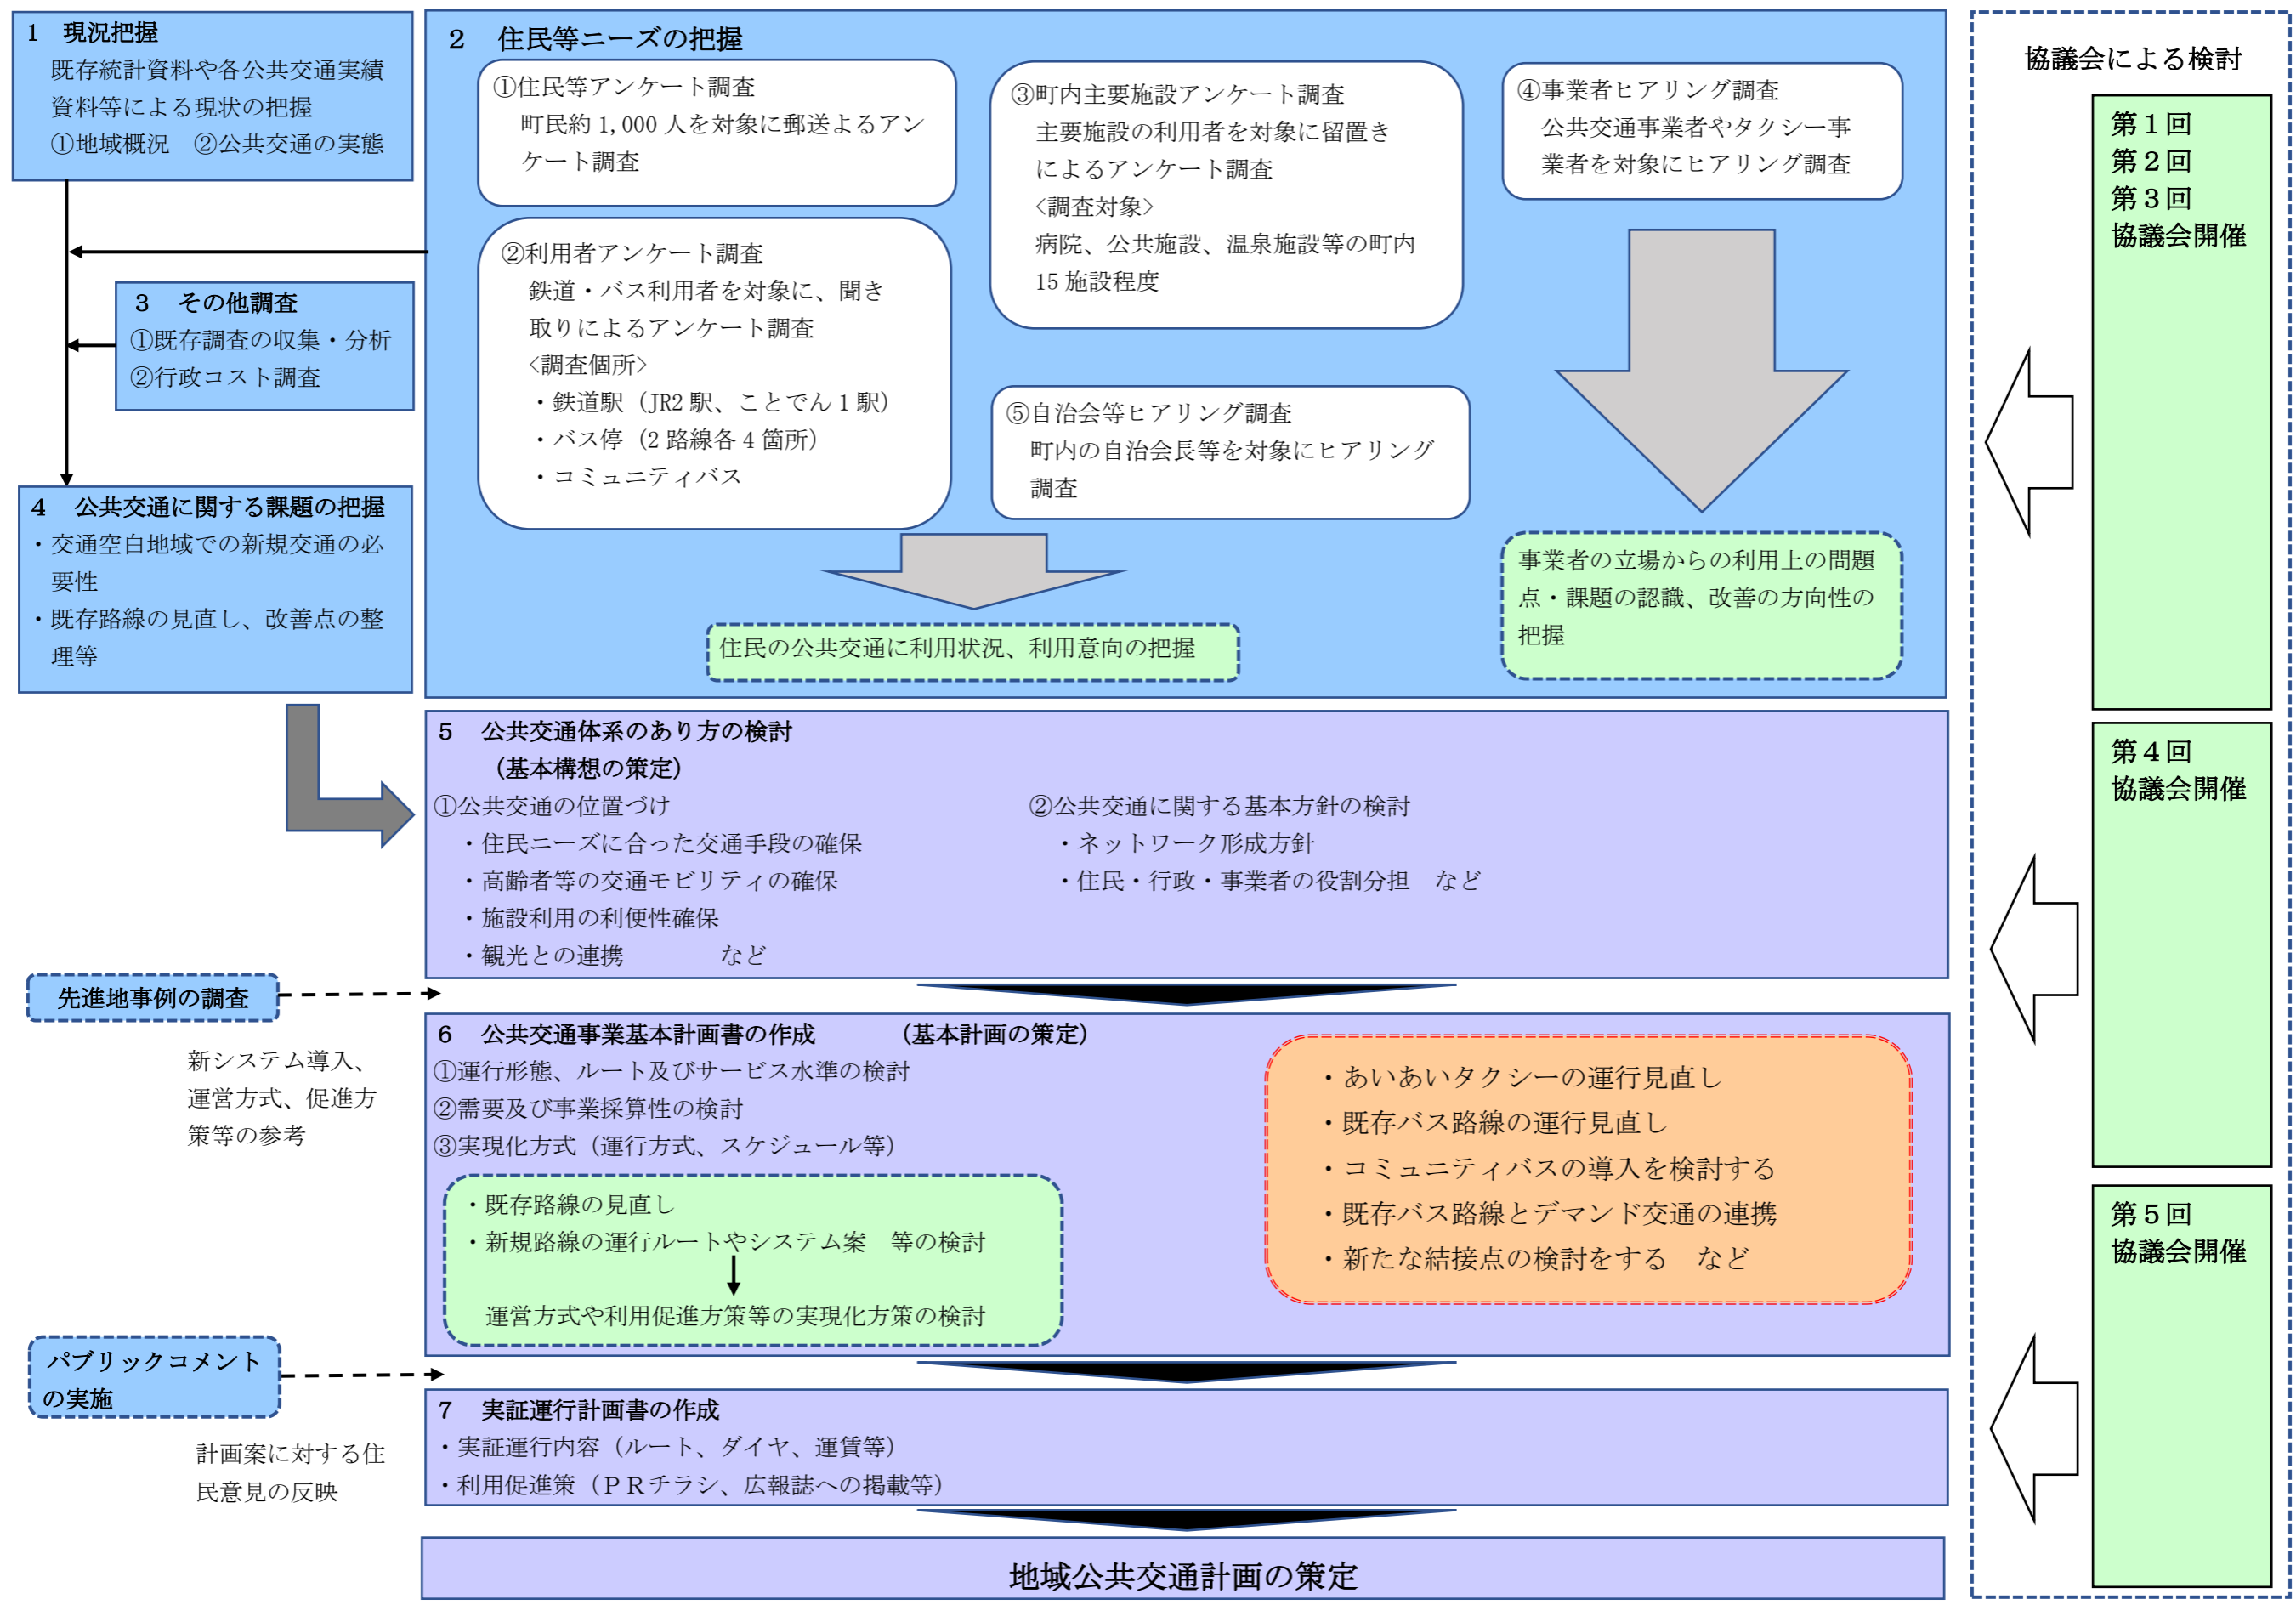 1　現況把握
既存統計資料や各公共交通実績
資料等による現状の把握
①地域概況　②公共交通の実態
2　住民等ニーズの把握
①住民等アンケート調査
町民約 1,000 人を対象に郵送よるアン
ケート調査
②利用者アンケート調査
鉄道・バス利用者を対象に、聞き
取りによるアンケート調査
<調査個所>
・鉄道駅（JR2 駅、ことでん 1 駅）
・バス停（2 路線各 4 箇所）
・コミュニティバス
③町内主要施設アンケート調査
主要施設の利用者を対象に留置き
によるアンケート調査
<調査対象>
病院、公共施設、温泉施設等の町内
15 施設程度
④事業者ヒアリング調査
公共交通事業者やタクシー事
業者を対象にヒアリング調査
⑤自治会等ヒアリング調査
町内の自治会長等を対象にヒアリング
調査
住民の公共交通に利用状況、利用意向の把握
事業者の立場からの利用上の問題
点・課題の認識、改善の方向性の
把握
3　その他調査
①既存調査の収集・分析
②行政コスト調査
4　公共交通に関する課題の把握
・交通空白地域での新規交通の必
要性
・既存路線の見直し、改善点の整
理等
5　公共交通体系のあり方の検討
（基本構想の策定）
①公共交通の位置づけ
・住民ニーズに合った交通手段の確保
・高齢者等の交通モビリティの確保
・施設利用の利便性確保
・観光との連携　　　　など
②公共交通に関する基本方針の検討
・ネットワーク形成方針
・住民・行政・事業者の役割分担　など
先進地事例の調査
新システム導入、
運営方式、促進方
策等の参考
6　公共交通事業基本計画書の作成　　　（基本計画の策定）
①運行形態、ルート及びサービス水準の検討
②需要及び事業採算性の検討
③実現化方式（運行方式、スケジュール等）
・既存路線の見直し
・新規路線の運行ルートやシステム案　等の検討
運営方式や利用促進方策等の実現化方策の検討
・あいあいタクシーの運行見直し
・既存バス路線の運行見直し
・コミュニティバスの導入を検討する
・既存バス路線とデマンド交通の連携
・新たな結接点の検討をする　など
パブリックコメント
の実施
計画案に対する住
民意見の反映
7　実証運行計画書の作成
・実証運行内容（ルート、ダイヤ、運賃等）
・利用促進策（ＰＲチラシ、広報誌への掲載等）
地域公共交通計画の策定
協議会による検討
第１回
第２回
第３回
協議会開催
第４回
協議会開催
第５回
協議会開催